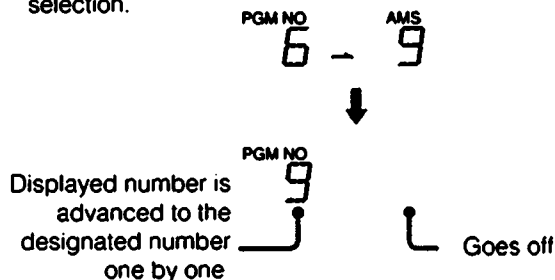 selection.
PGM NO AMS
6 → 9
PGM NO
9
Displayed number is
advanced to the
designated number
one by one
Goes off